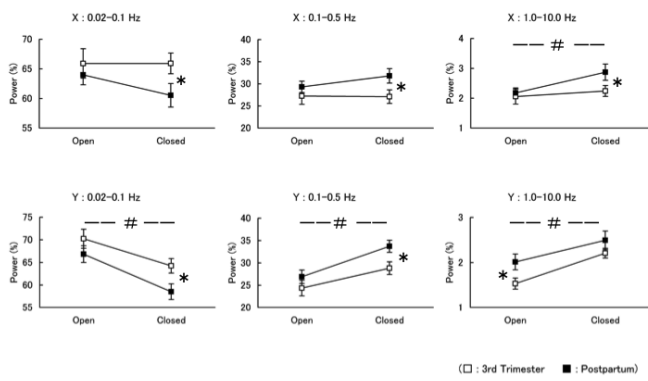 X : 0.02-0.1 Hz
X : 0.1-0.5 Hz
X : 1.0-10.0 Hz
Power (%)
70
65
60
55
*
Open
Closed
Power (%)
40
35
30
25
20
*
Open
Closed
Power (%)
4
3
2
1
#
*
Open
Closed
Y : 0.02-0.1 Hz
Y : 0.1-0.5 Hz
Y : 1.0-10.0 Hz
Power (%)
75
70
65
60
55
#
*
Open
Closed
Power (%)
40
35
30
25
20
#
*
Open
Closed
Power (%)
3
2
1
#
*
Open
Closed
(□ : 3rd Trimester ■ : Postpartum)